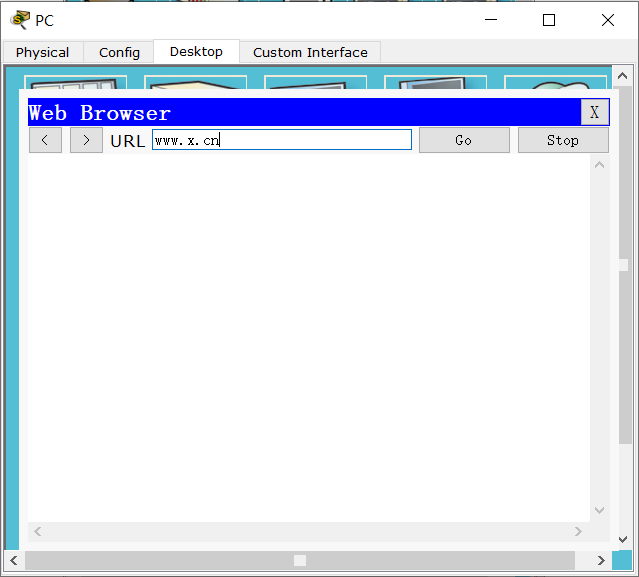 PC
Physical Config Desktop Custom Interface
Web Browser X
< > URL www.x.cn Go Stop